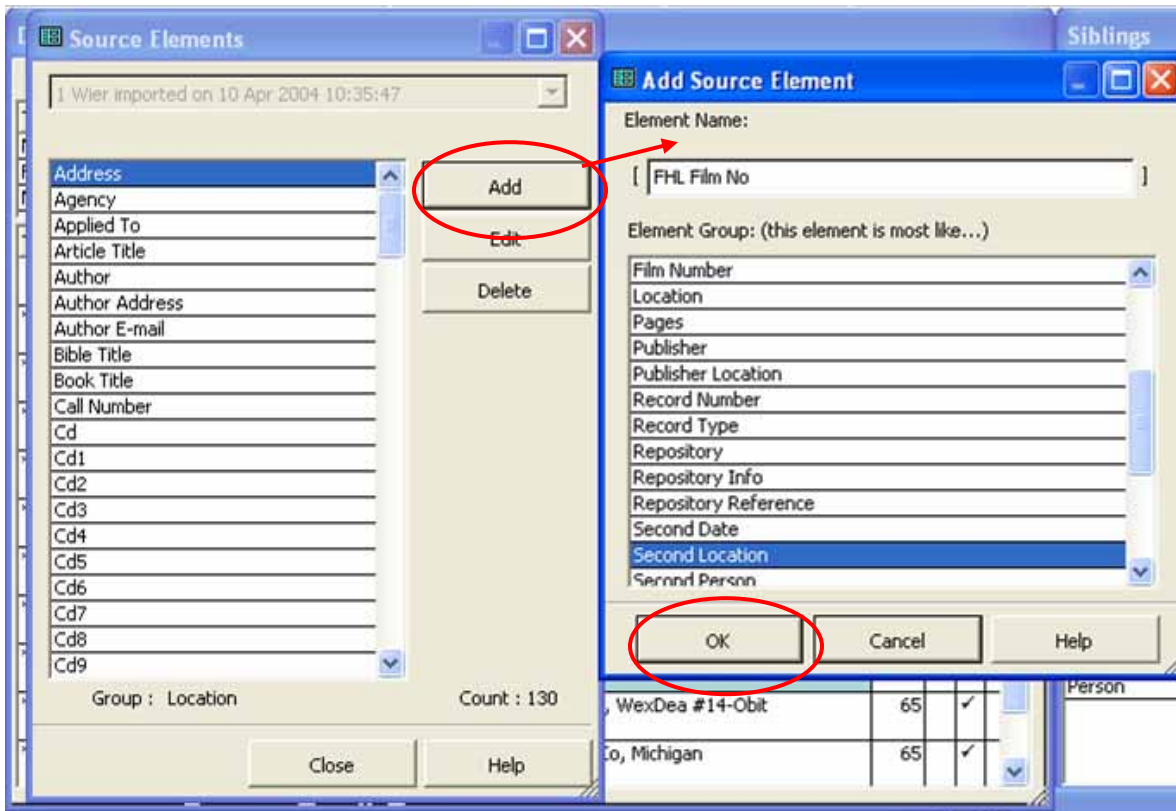 Source Elements
1 Wier imported on 10 Apr 2004 10:35:47
Address
Agency
Applied To
Article Title
Author
Author Address
Author E-mail
Bible Title
Book Title
Call Number
Cd
Cd1
Cd2
Cd3
Cd4
Cd5
Cd6
Cd7
Cd8
Cd9
Add
Edit
Delete
Group : Location
Count : 130
Close
Help
Siblings
Add Source Element
Element Name:
[ FHL Film No ]
Element Group: (this element is most like...)
Film Number
Location
Pages
Publisher
Publisher Location
Record Number
Record Type
Repository
Repository Info
Repository Reference
Second Date
Second Location
Second Person
OK
Cancel
Help
, WexDea #14-Obit 65 ✓
Co, Michigan 65 ✓
Person